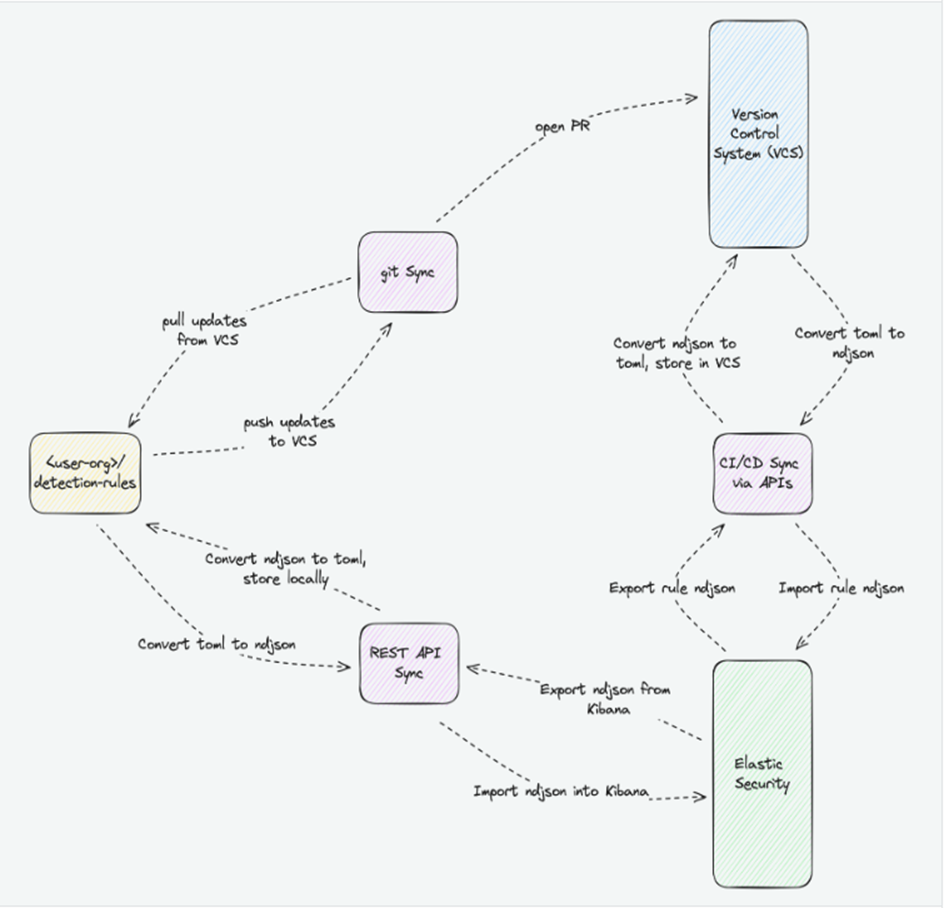 Version
Control
System (VCS)
open PR
git Sync
pull updates
from VCS
Convert ndjson to
toml, store in VCS
Convert toml to
ndjson
push updates
to VCS
<user-org>/
detection-rules
CI/CD Sync
via APIs
Convert ndjson to toml,
store locally
Export rule ndjson
Import rule ndjson
Convert toml to ndjson
REST API
Sync
Export ndjson from
Kibana
Elastic
Security
Import ndjson into Kibana